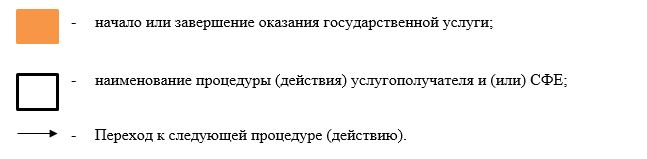 - начало или завершение оказания государственной услуги;
- наименование процедуры (действия) услугополучателя и (или) СФЕ;
- Переход к следующей процедуре (действию).